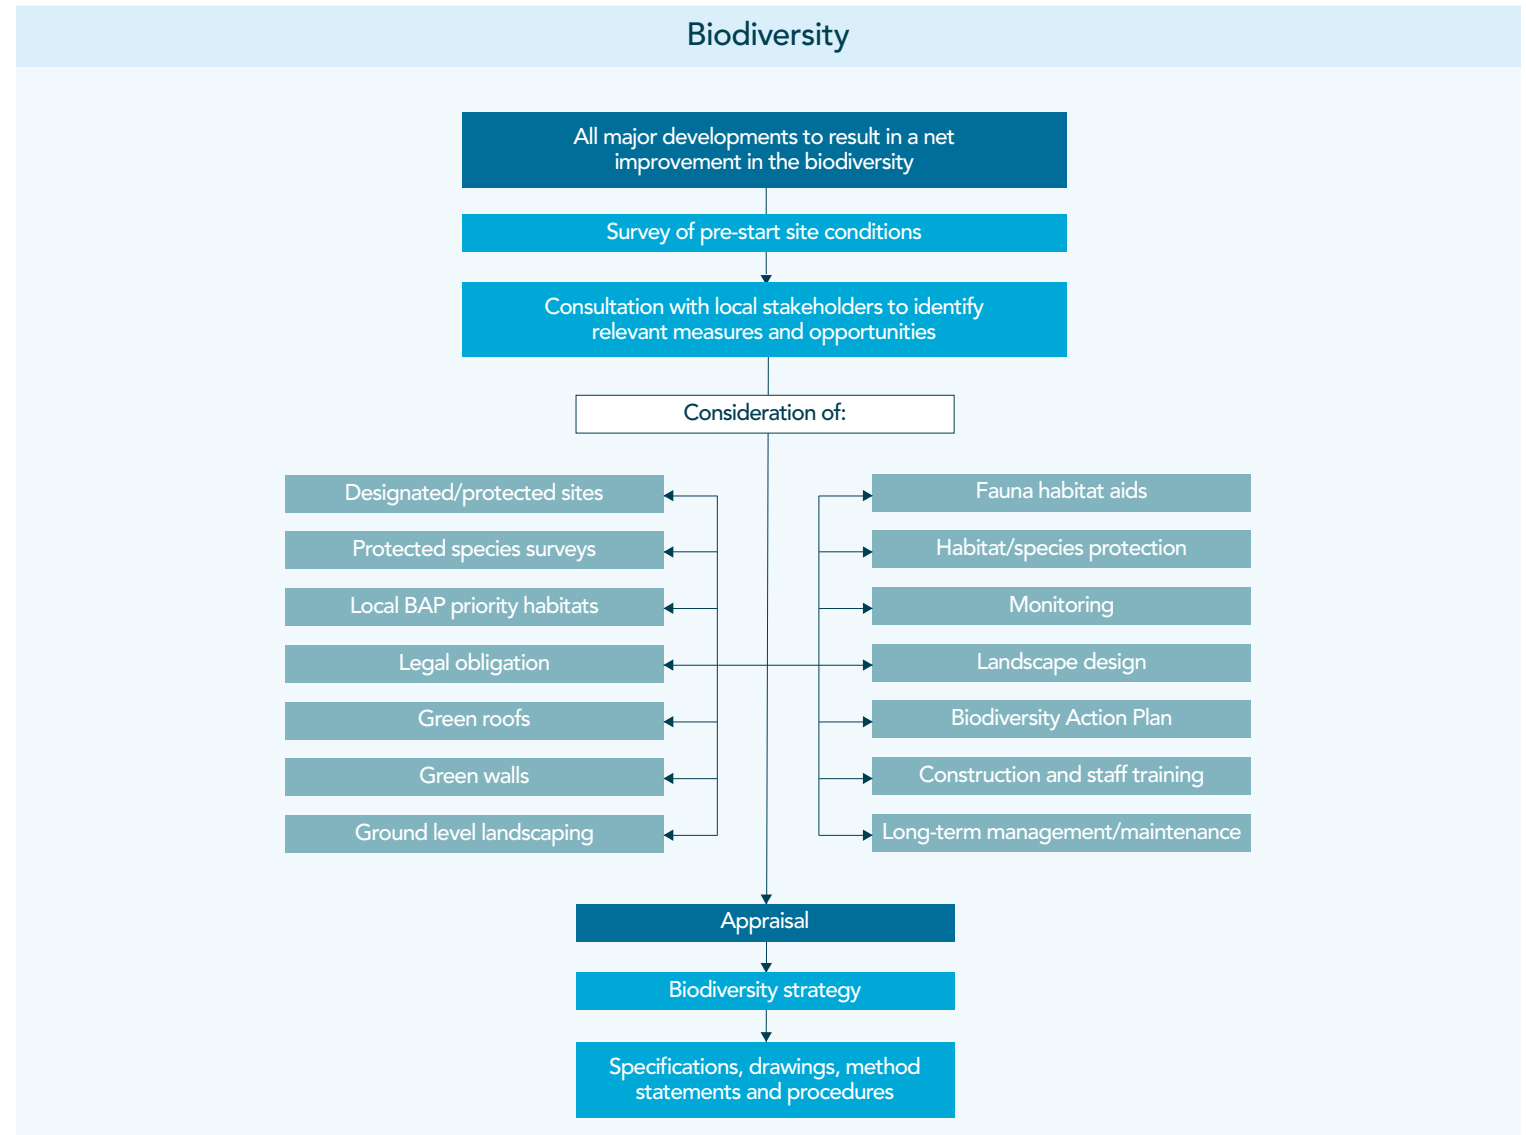 Biodiversity
All major developments to result in a net
improvement in the biodiversity
Survey of pre-start site conditions
Consultation with local stakeholders to identify
relevant measures and opportunities
Consideration of:
Designated/protected sites
Protected species surveys
Local BAP priority habitats
Legal obligation
Green roofs
Green walls
Ground level landscaping
Fauna habitat aids
Habitat/species protection
Monitoring
Landscape design
Biodiversity Action Plan
Construction and staff training
Long-term management/maintenance
Appraisal
Biodiversity strategy
Specifications, drawings, method
statements and procedures